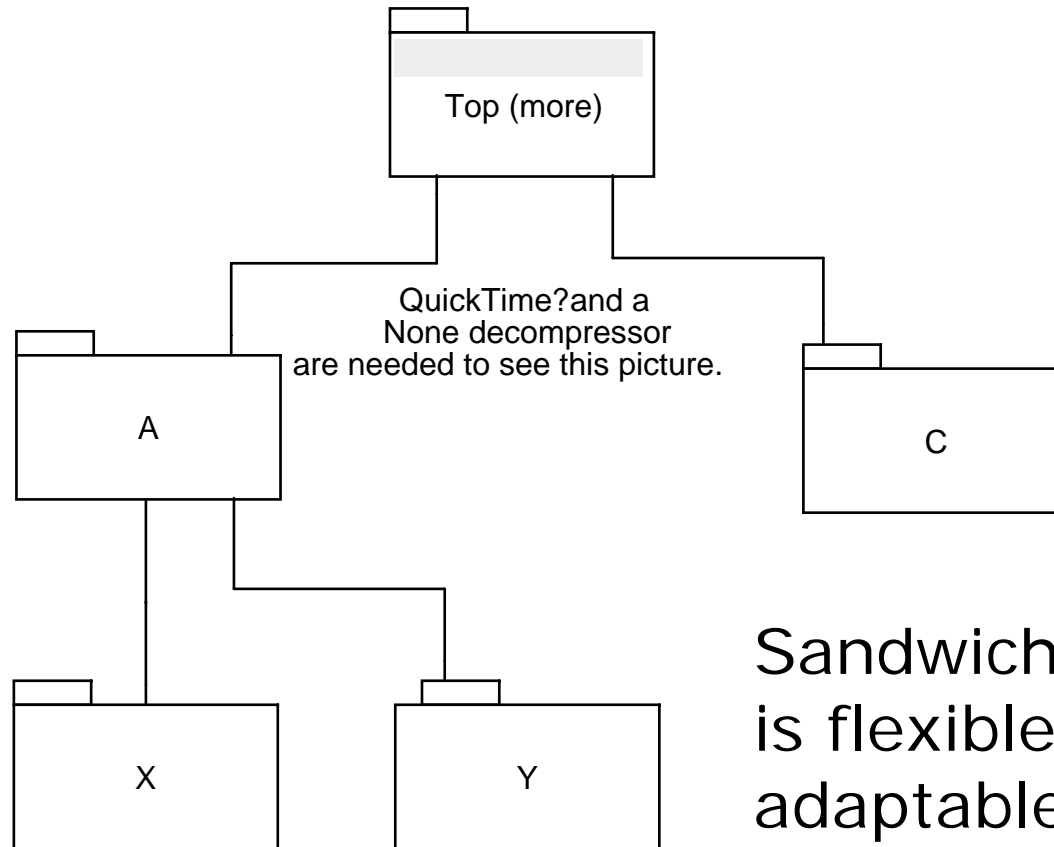 Top (more)
QuickTime?and a
None decompressor
are needed to see this picture.
A
C
X
Y
Sandwich
is flexible
adaptable